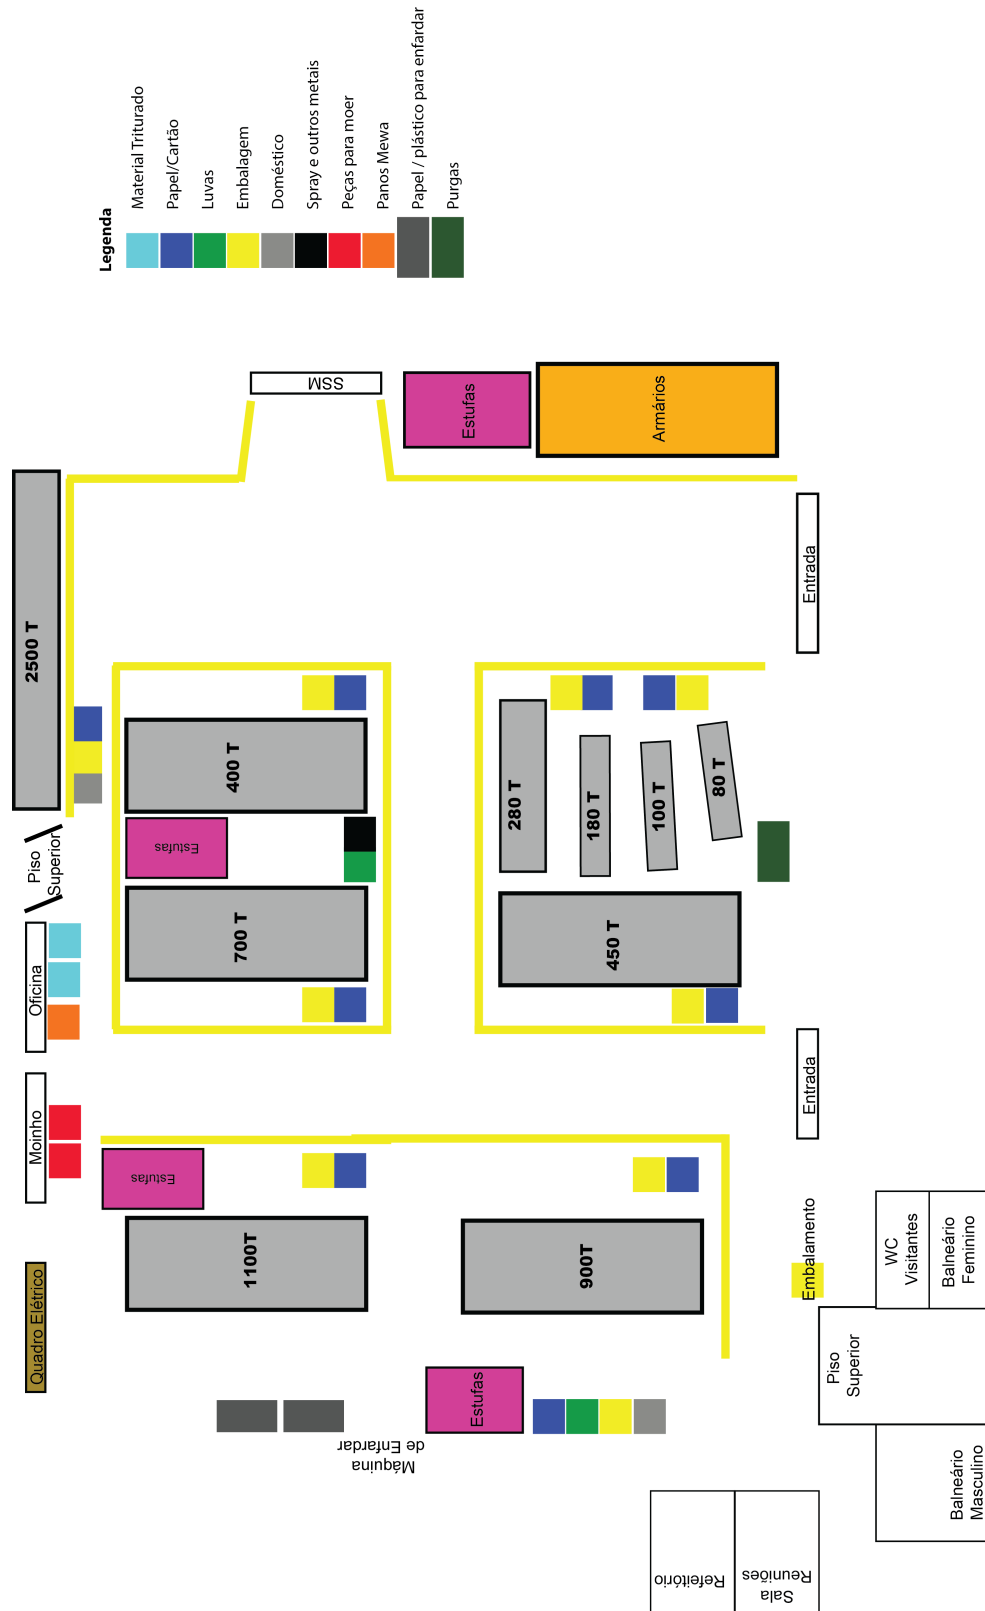 Legenda
Material Triturado
Papel/Cartão
Luvas
Embalagem
Doméstico
Spray e outros metais
Peças para moer
Panos Mewa
Papel / plástico para enfardar
Purgas
SSM
Estufas
Armários
2500 T
Entrada
400 T
280 T
180 T
100 T
80 T
Piso
Superior
Estufas
700 T
450 T
Oficina
Moinho
Entrada
Estufas
1100T
900T
Quadro Elétrico
Embalamento
WC
Visitantes
Balneário
Feminino
Piso
Superior
Estufas
Máquina
de Enfardar
Balneário
Masculino
Refeitório
Sala
Reuniões